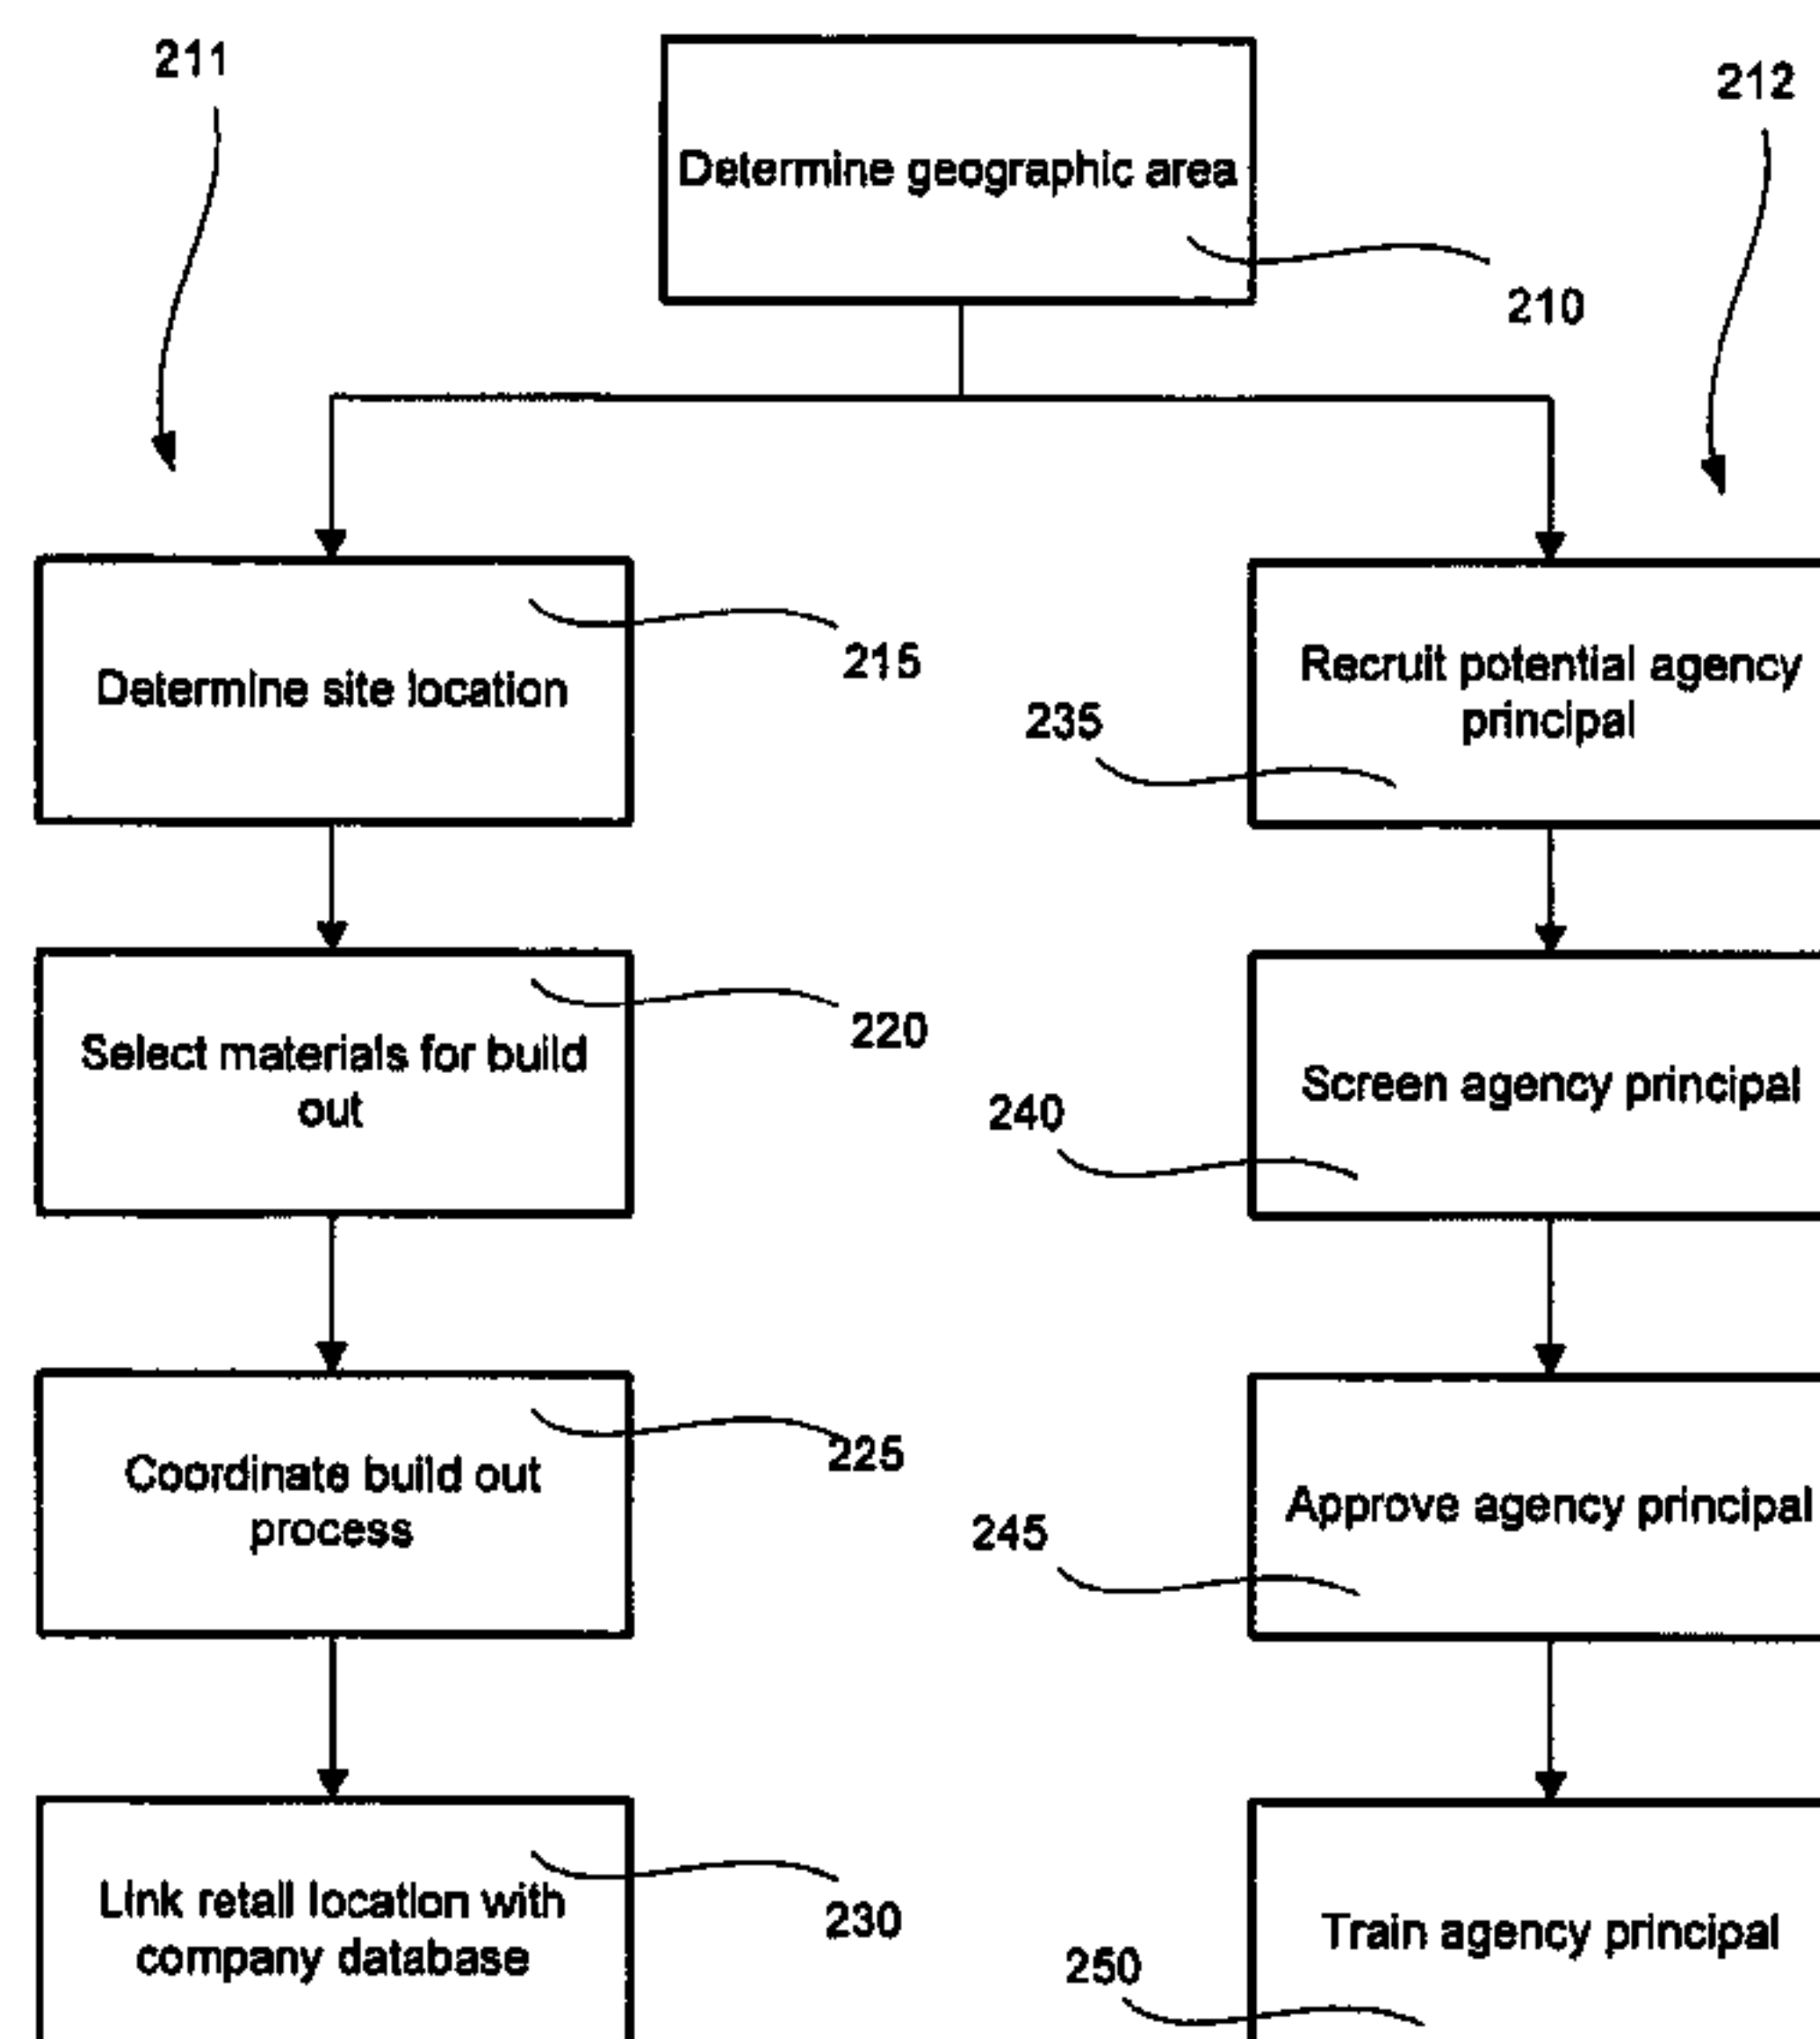 211
212
Determine geographic area
210
Determine site location
215
Recruit potential agency
principal
235
Select materials for build
out
220
Screen agency principal
240
Coordinate build out
process
225
Approve agency principal
245
Link retail location with
company database
230
Train agency principal
250